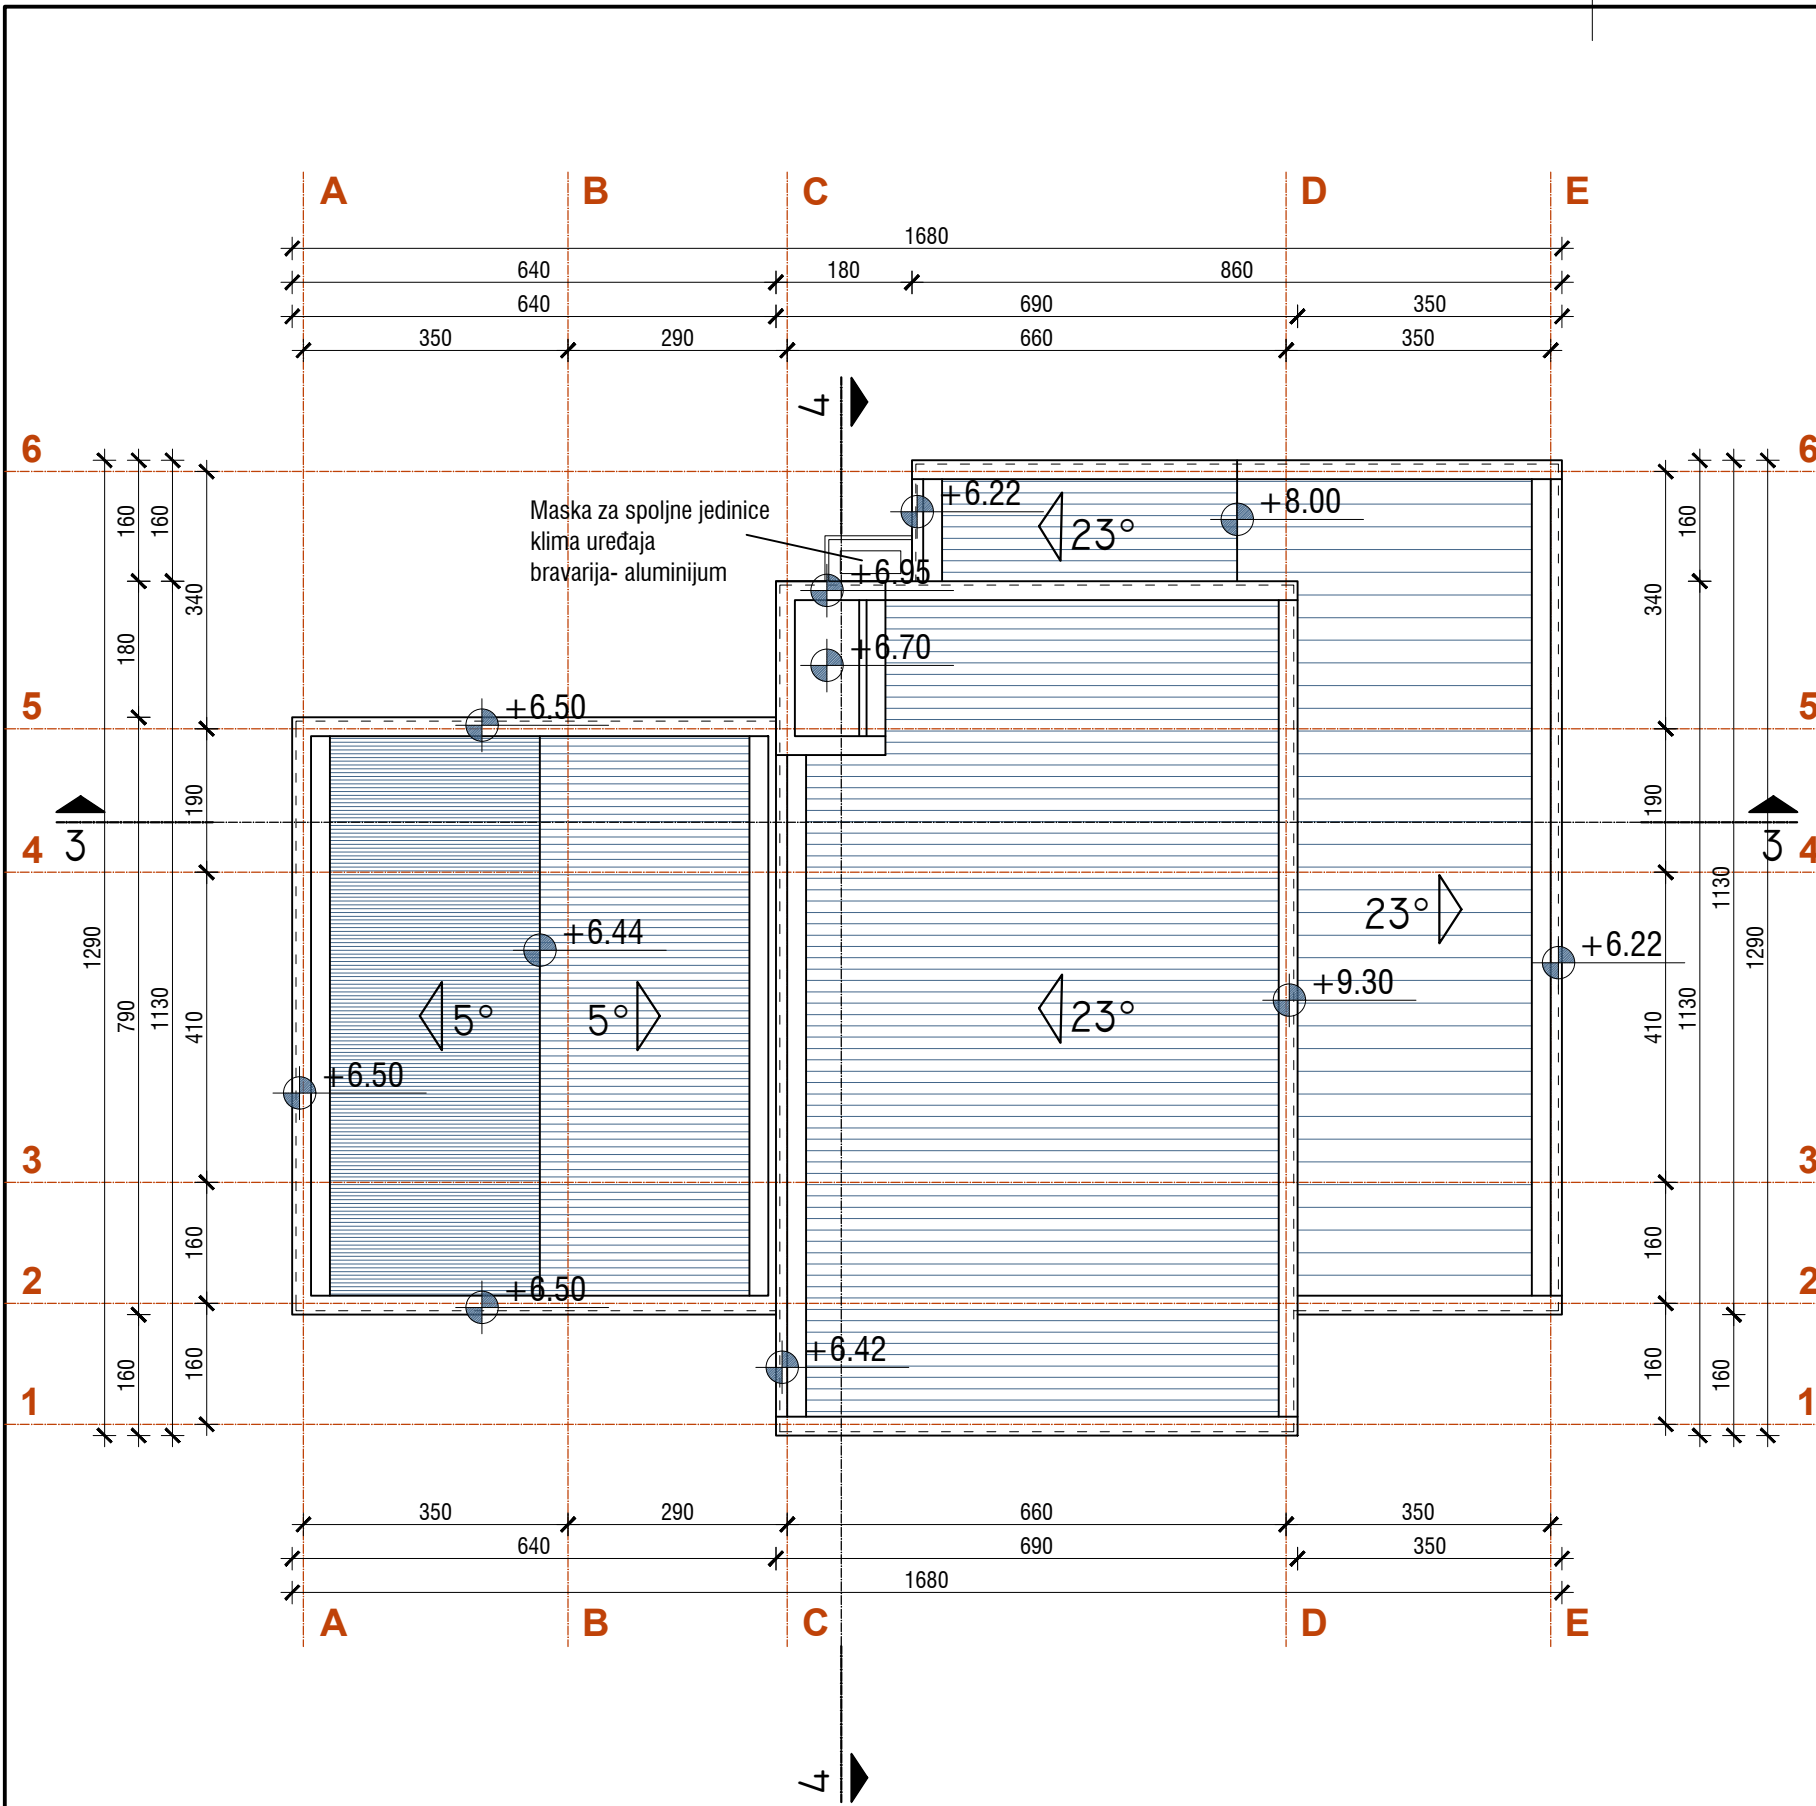 A B C D E
1680
640 180 860
640 690 350
350 290 660 350
4
6 6
160 160 160
Maska za spoljne jedinice
klima uređaja
bravarija- aluminijum
+6.22
23°
+8.00
+6.95
340 340
180
+6.70
5 5
+6.50
190 190
3 3
4 4
1290 1130 1290
+6.44
23°
+6.22
+9.30
790 1130 410 410 1130
5° 5° 23°
+6.50
3 3
160 160
2 2
+6.50
+6.42
160 160 160 160
1 1
350 290 660 350
640 690 350
1680
A B C D E
4